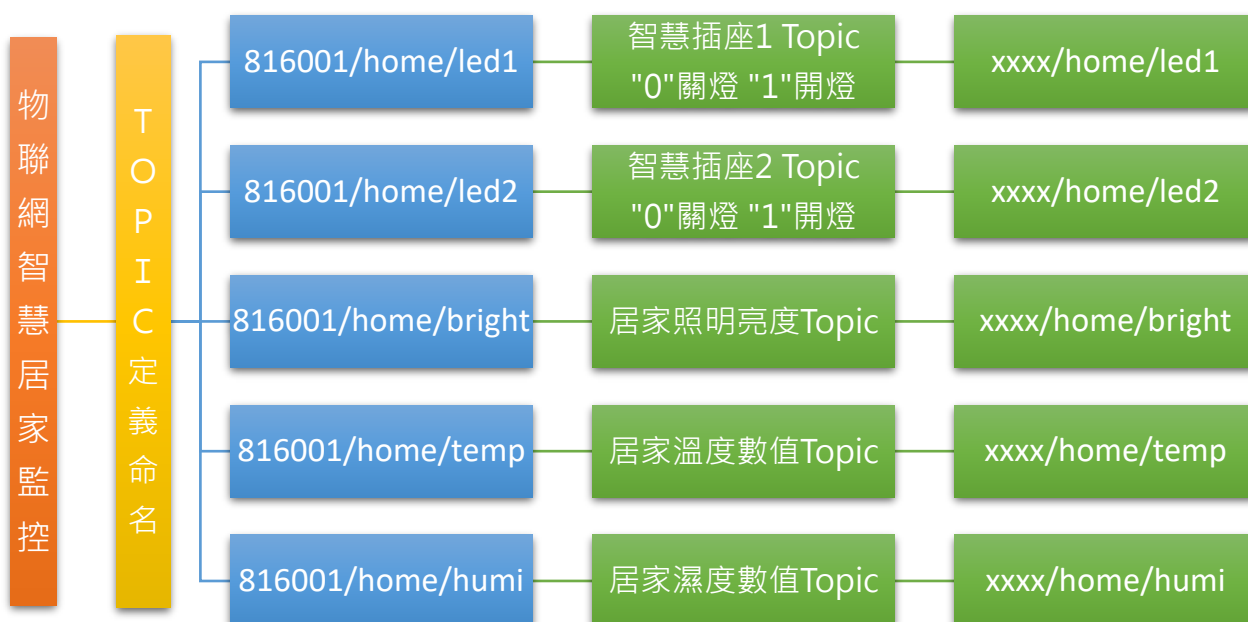 物聯網智慧居家監控
TOPIC定義命名
816001/home/led1
智慧插座1 Topic
"0"關燈 "1"開燈
xxxx/home/led1
816001/home/led2
智慧插座2 Topic
"0"關燈 "1"開燈
xxxx/home/led2
816001/home/bright
居家照明亮度Topic
xxxx/home/bright
816001/home/temp
居家溫度數值Topic
xxxx/home/temp
816001/home/humi
居家濕度數值Topic
xxxx/home/humi